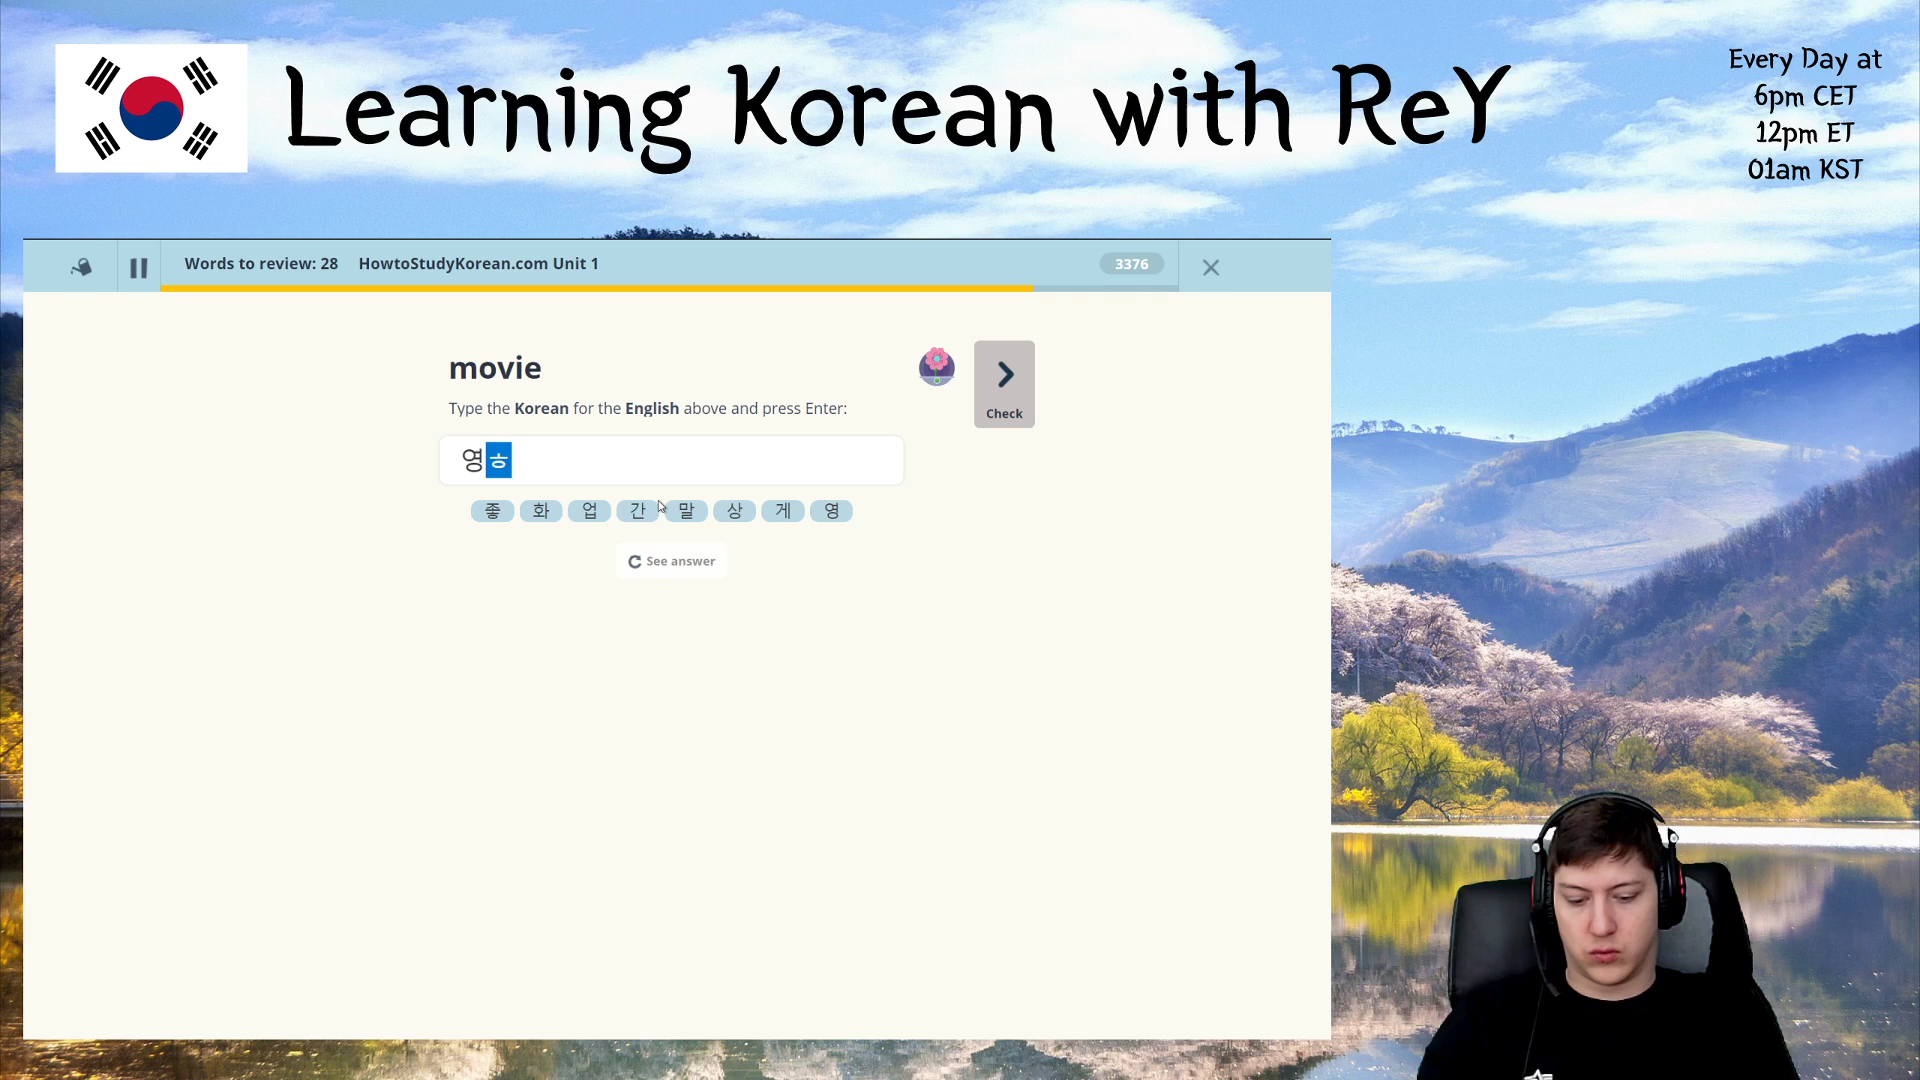 Learning Korean with ReY
Every Day at
6pm CET
12pm ET
01am KST
Words to review: 28 HowtoStudyKorean.com Unit 1
3376
movie
Type the Korean for the English above and press Enter:
Check
영ㅎ
좋 화 업 간 말 상 게 영
See answer